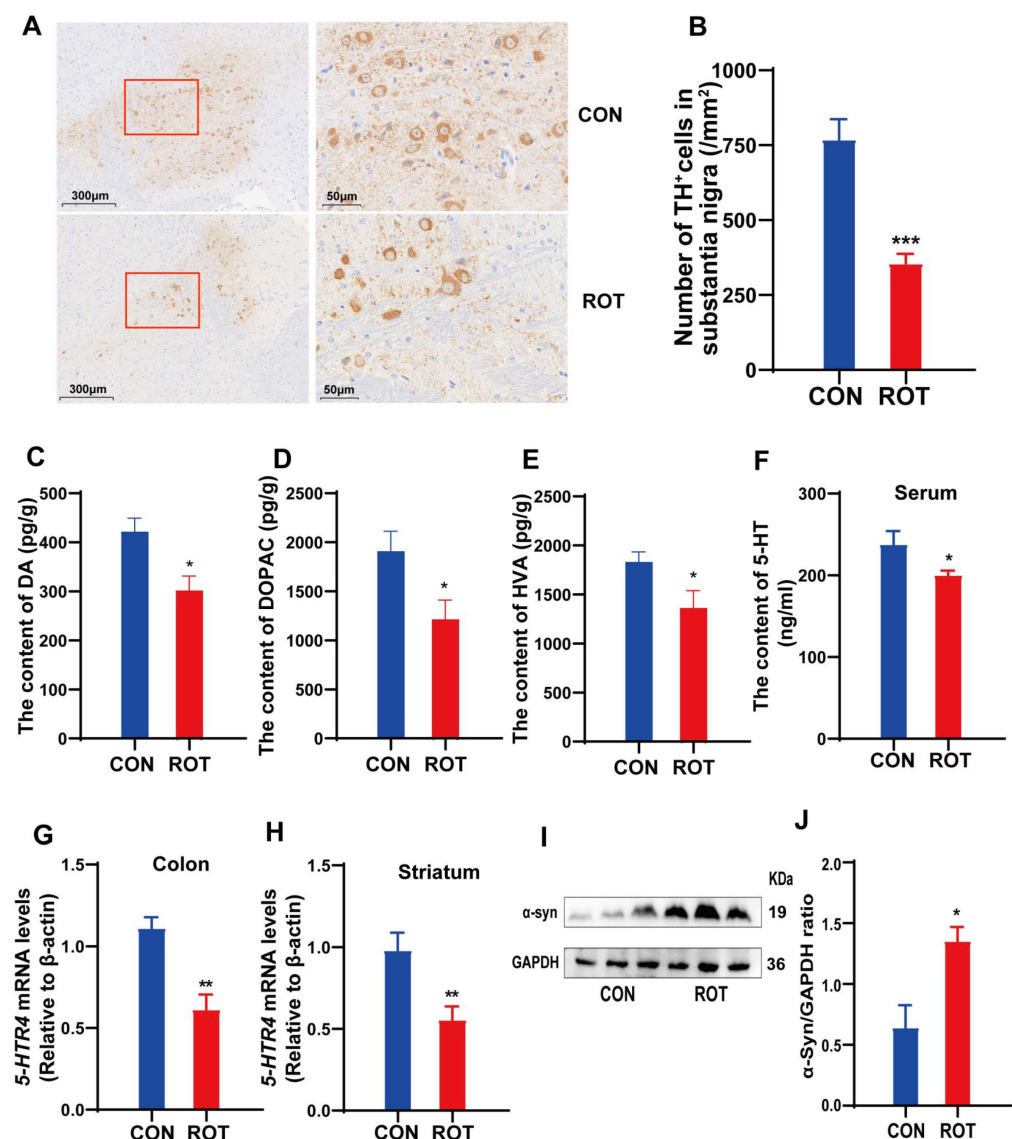 A
CON
300μm
50μm
ROT
300μm
50μm
B
Number of TH+cells in
substantia nigra (/mm²)
1000
750
500
250
0
***
CON ROT
C
The content of DA (pg/g)
500
400
300
200
100
0
*
CON ROT
D
The content of DOPAC (pg/g)
2500
2000
1500
1000
500
0
*
CON ROT
E
The content of HVA (pg/g)
2500
2000
1500
1000
500
0
*
CON ROT
F
Serum
The content of 5-HT
(ng/ml)
300
200
100
0
*
CON ROT
G
Colon
5-HTR4 mRNA levels
(Relative to β-actin)
1.5
1.0
0.5
0.0
**
CON ROT
H
Striatum
5-HTR4 mRNA levels
(Relative to β-actin)
1.5
1.0
0.5
0.0
**
CON ROT
I
KDa
α-syn 19
GAPDH 36
CON ROT
J
α-Syn/GAPDH ratio
2.0
1.5
1.0
0.5
0.0
*
CON ROT